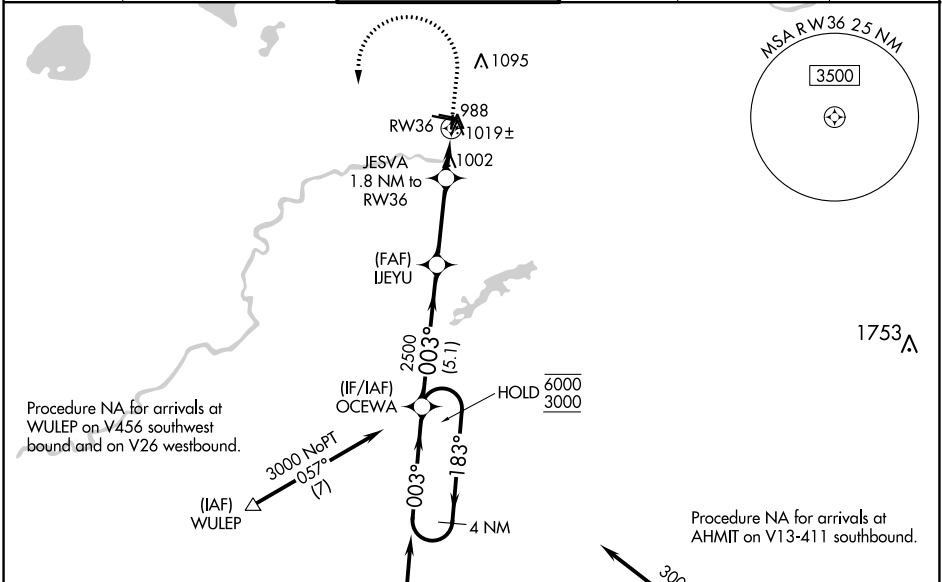 1095
MSA RW36 25 NM
3500
988
RW36
1019±
1002
JESVA
1.8 NM to
RW36
(FAF)
IJEYU
1753
2500
003°
(5.1)
(IF/IAF)
OCEWA
HOLD
6000
3000
Procedure NA for arrivals at
WULEP on V456 southwest
bound and on V26 westbound.
3000 NoPT
057°
(7)
003°
183°
(IAF)
WULEP
4 NM
Procedure NA for arrivals at
AHMIT on V13-411 southbound.